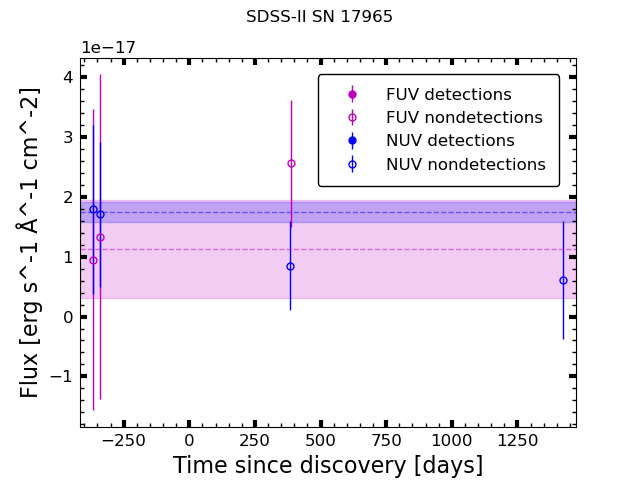 SDSS-II SN 17965
1e−17
4
3
2
1
0
−1
Flux [erg s^-1 Å^-1 cm^-2]
FUV detections
FUV nondetections
NUV detections
NUV nondetections
−250 0 250 500 750 1000 1250
Time since discovery [days]